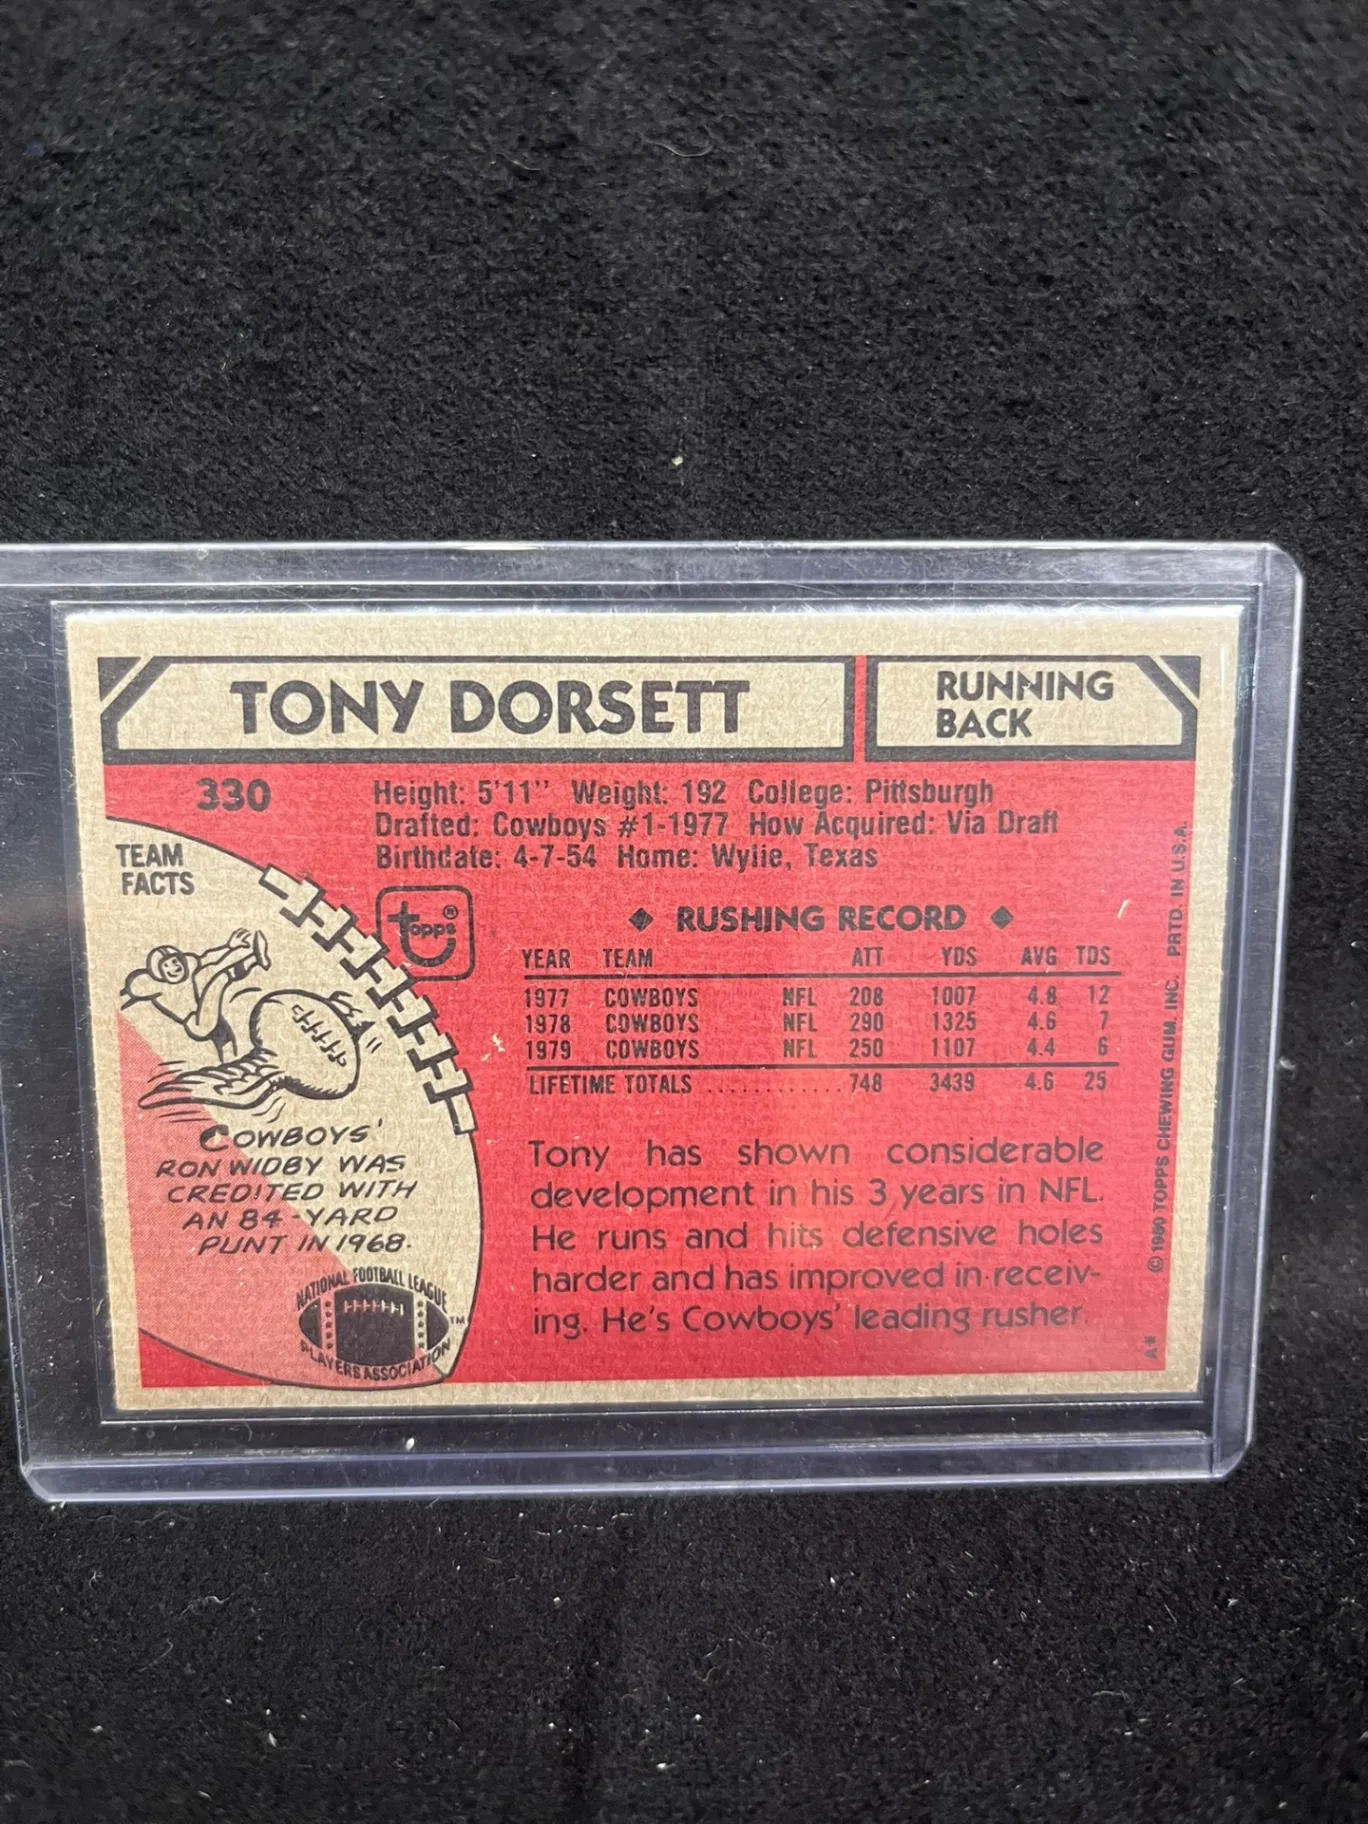 TONY DORSETT
RUNNING
BACK
330
Height: 5'11" Weight: 192 College: Pittsburgh
Drafted: Cowboys #1-1977 How Acquired: Via Draft
Birthdate: 4-7-54 Home: Wylie, Texas
TEAM
FACTS
topps®
◆ RUSHING RECORD ◆
YEAR TEAM ATT YDS AVG TDS
1977 COWBOYS NFL 208 1007 4.8 12
1978 COWBOYS NFL 290 1325 4.6 7
1979 COWBOYS NFL 250 1107 4.4 6
LIFETIME TOTALS .............. 748 3439 4.6 25
COWBOYS'
RON WIDBY WAS
CREDITED WITH
AN 84-YARD
PUNT IN 1968.
NATIONAL FOOTBALL LEAGUE
PLAYERS ASSOCIATION
TM
Tony has shown considerable
development in his 3 years in NFL.
He runs and hits defensive holes
harder and has improved in receiv-
ing. He's Cowboys' leading rusher.
© 1980 TOPPS CHEWING GUM, INC. PRTD. IN U.S.A.